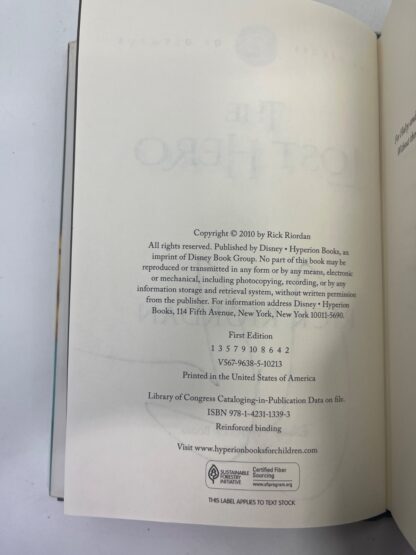 THE
LOST HERO
Copyright © 2010 by Rick Riordan
All rights reserved. Published by Disney • Hyperion Books, an
imprint of Disney Book Group. No part of this book may be
reproduced or transmitted in any form or by any means, electronic
or mechanical, including photocopying, recording, or by any
information storage and retrieval system, without written permission
from the publisher. For information address Disney • Hyperion
Books, 114 Fifth Avenue, New York, New York 10011-5690.
First Edition
1 3 5 7 9 10 8 6 4 2
V567-9638-5-10213
Printed in the United States of America
Library of Congress Cataloging-in-Publication Data on file.
ISBN 978-1-4231-1339-3
Reinforced binding
Visit www.hyperionbooksforchildren.com
SUSTAINABLE
FORESTRY
INITIATIVE
Certified Fiber
Sourcing
www.sfiprogram.org
THIS LABEL APPLIES TO TEXT STOCK